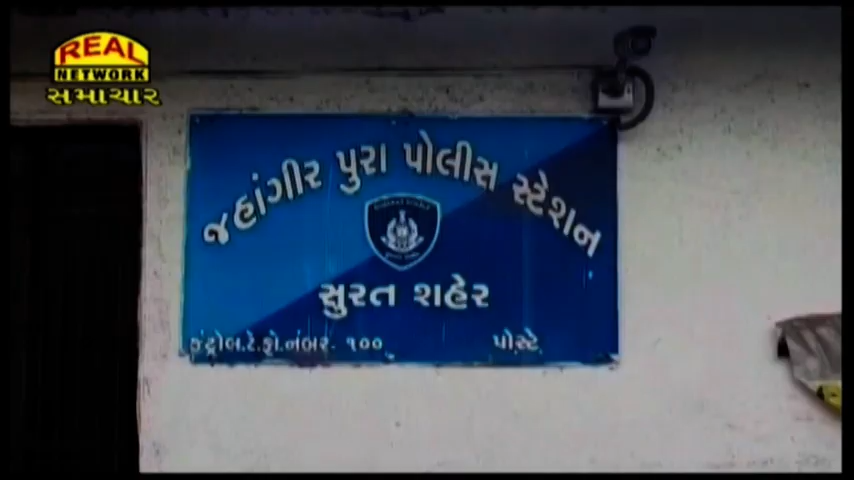 REAL
NETWORK
સમાચાર
જહાંગીર પુરા પોલીસ સ્ટેશન
સુરત શહેર
કંટ્રોલ.ટે.ફો.નંબર- ૧૦૦ પોસ્ટે